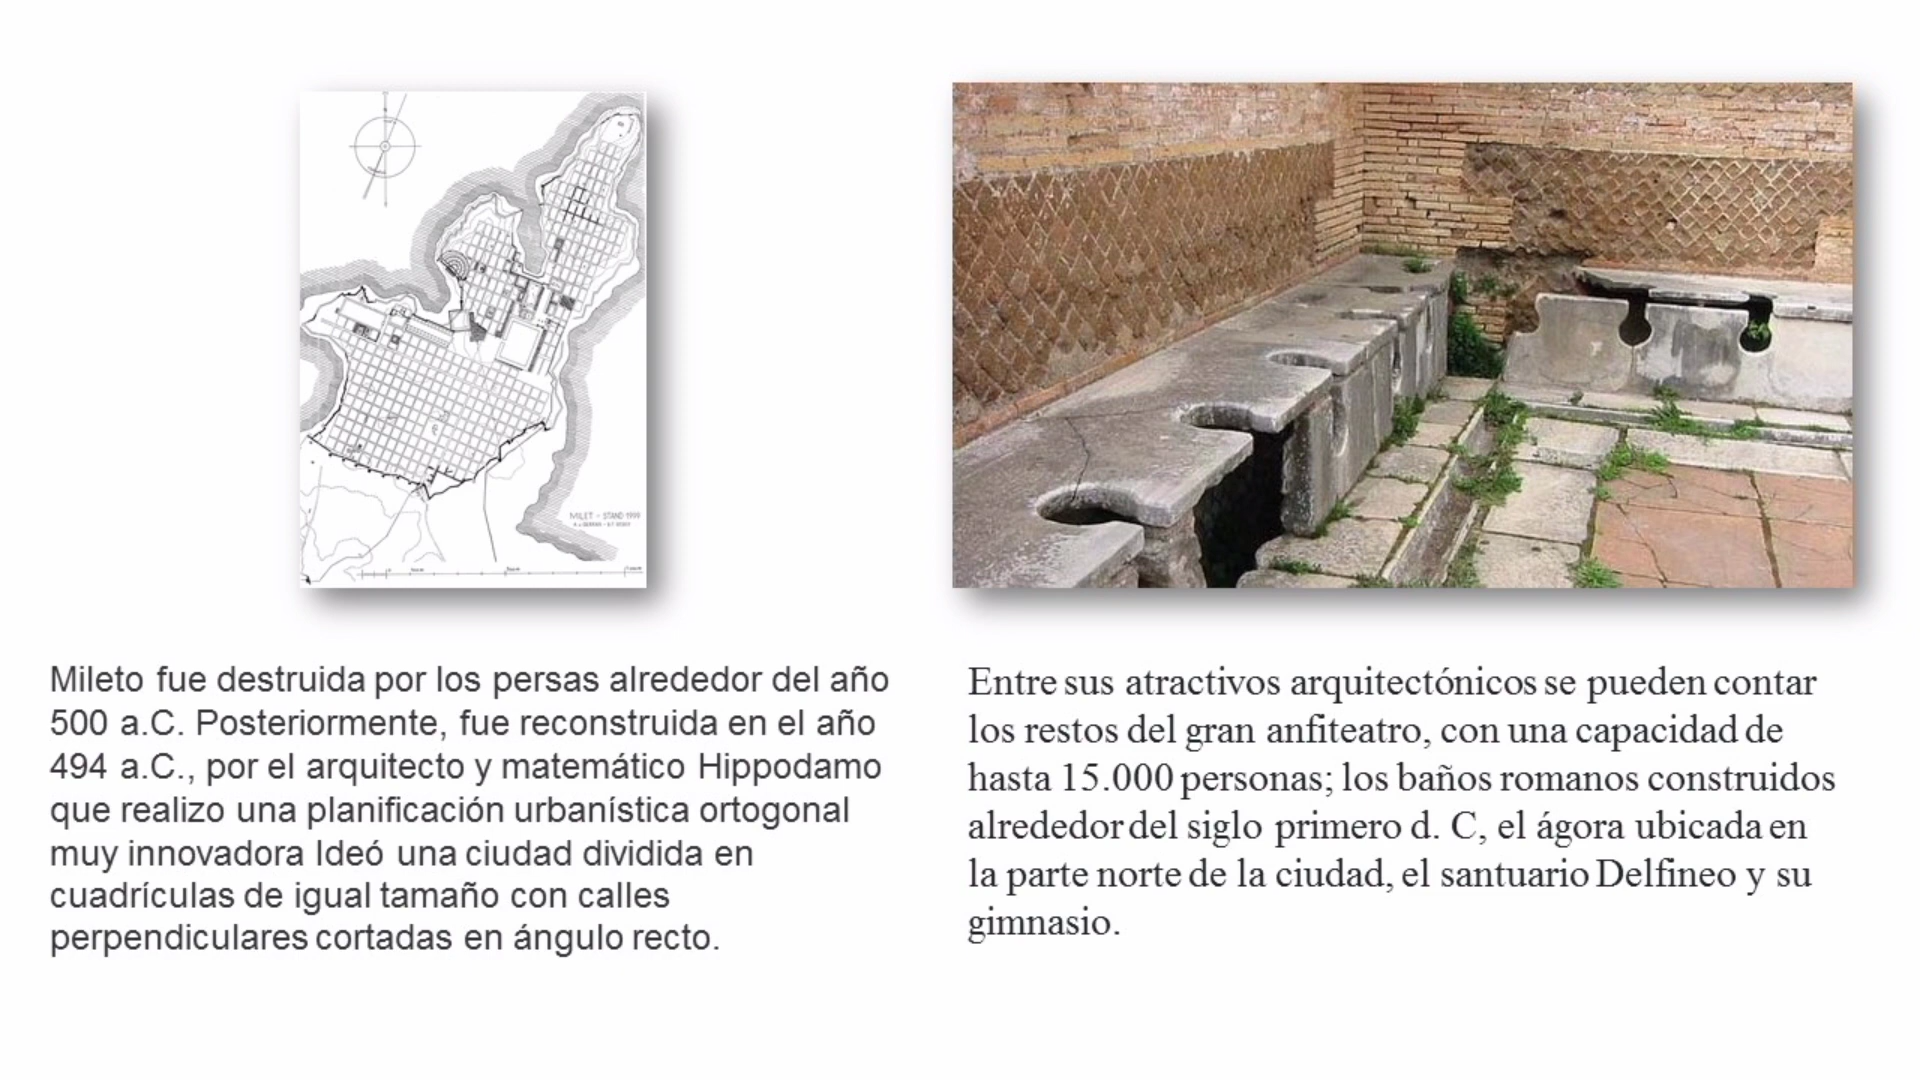 MILET - STAND 1999
Mileto fue destruida por los persas alrededor del año
500 a.C. Posteriormente, fue reconstruida en el año
494 a.C., por el arquitecto y matemático Hippodamo
que realizo una planificación urbanística ortogonal
muy innovadora Ideó una ciudad dividida en
cuadrículas de igual tamaño con calles
perpendiculares cortadas en ángulo recto.
Entre sus atractivos arquitectónicos se pueden contar
los restos del gran anfiteatro, con una capacidad de
hasta 15.000 personas; los baños romanos construidos
alrededor del siglo primero d. C, el ágora ubicada en
la parte norte de la ciudad, el santuario Delfineo y su
gimnasio.